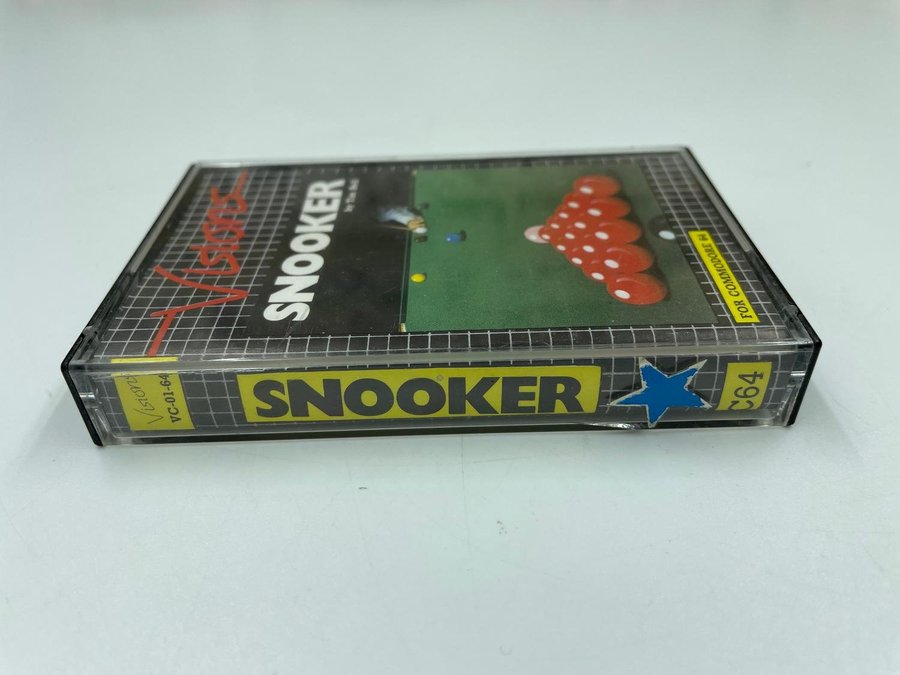 Visions
SNOOKER
FOR COMMODORE 64
Visions
VC-01-64
SNOOKER
C64